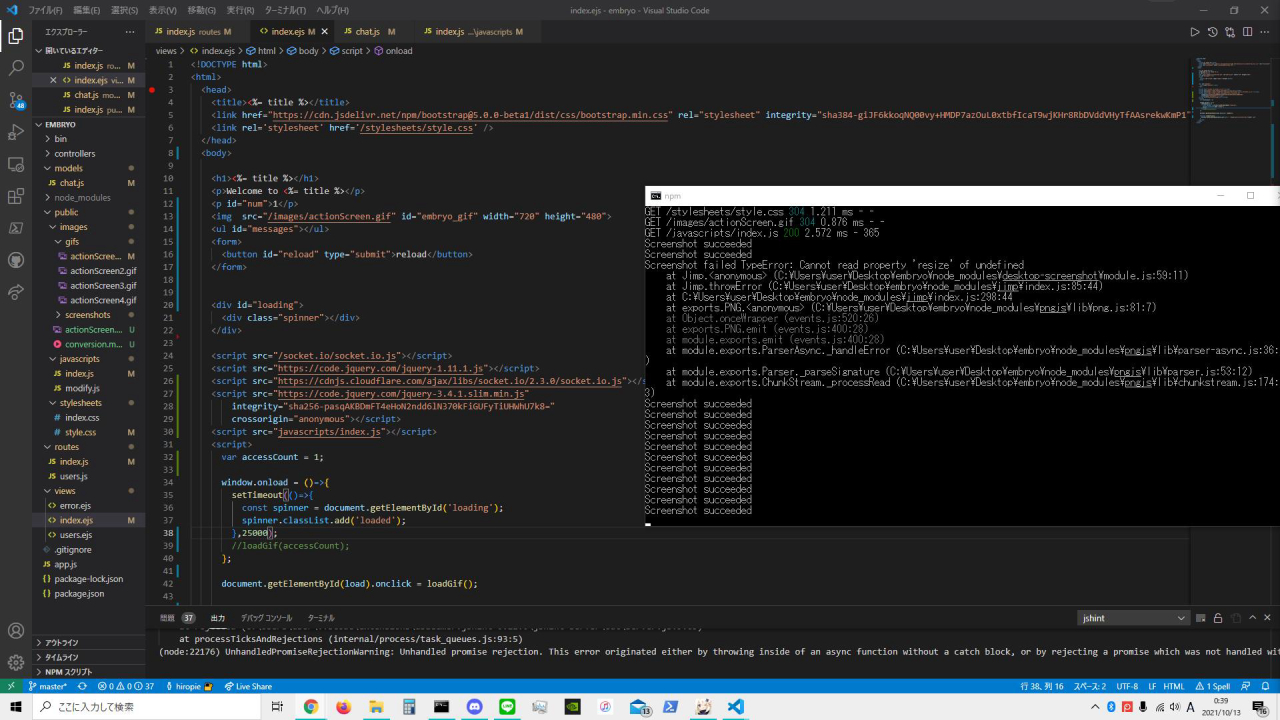 ファイル(F) 編集(E) 選択(S) 表示(V) 移動(G) 実行(R) ターミナル(T) ヘルプ(H)
index.ejs - embryo - Visual Studio Code
エクスプローラー
開いているエディター
index.js ro... M
index.ejs vi... M
chat.js mo... M
index.js pu... M
EMBRYO
bin
controllers
models
chat.js M
node_modules
public
images
gifs
actionScree... M
actionScreen2.gif
actionScreen3.gif
actionScreen4.gif
screenshots
actionScreen... U
conversion.m... U
javascripts
index.js M
modify.js
stylesheets
index.css
style.css M
routes
index.js M
users.js
views
error.ejs
index.ejs M
users.ejs
.gitignore
app.js
package-lock.json
package.json
アウトライン
タイムライン
NPM スクリプト
index.js routes M
index.ejs M
chat.js M
index.js ...\javascripts M
views > index.ejs > html > body > script > onload
1 <!DOCTYPE html>
2 <html>
3 <head>
4 <title><%= title %></title>
5 <link href="https://cdn.jsdelivr.net/npm/bootstrap@5.0.0-beta1/dist/css/bootstrap.min.css" rel="stylesheet" integrity="sha384-giJF6kkoqNQ00vy+HMDP7azOuL0xtbfIcaT9wjKHr8RbDVddVHyTfAAsrekwKmP1"
6 <link rel='stylesheet' href='/stylesheets/style.css' />
7 </head>
8 <body>
9
10 <h1><%= title %></h1>
11 <p>Welcome to <%= title %></p>
12 <p id="num">1</p>
13 <img src="/images/actionScreen.gif" id="embryo_gif" width="720" height="480">
14 <ul id="messages"></ul>
15 <form>
16 <button id="reload" type="submit">reload</button>
17 </form>
18
19
20 <div id="loading">
21 <div class="spinner"></div>
22 </div>
23
24 <script src="/socket.io/socket.io.js"></script>
25 <script src="https://code.jquery.com/jquery-1.11.1.js"></script>
26 <script src="https://cdnjs.cloudflare.com/ajax/libs/socket.io/2.3.0/socket.io.js"></s
27 <script src="https://code.jquery.com/jquery-3.4.1.slim.min.js"
28 integrity="sha256-pasqAKBDmFT4eHoN2ndd6lN370kFiGUFyTiUHWhU7k8="
29 crossorigin="anonymous"></script>
30 <script src="javascripts/index.js"></script>
31 <script>
32 var accessCount = 1;
33
34 window.onload = ()=>{
35 setTimeout(()=>{
36 const spinner = document.getElementById('loading');
37 spinner.classList.add('loaded');
38 },25000);
39 //loadGif(accessCount);
40 };
41
42 document.getElementById(load).onclick = loadGif();
npm
GET /stylesheets/style.css 304 1.211 ms - -
GET /images/actionScreen.gif 304 0.876 ms - -
GET /javascripts/index.js 200 2.572 ms - 365
Screenshot succeeded
Screenshot succeeded
Screenshot failed TypeError: Cannot read property 'resize' of undefined
at Jimp.<anonymous> (C:¥Users¥user¥Desktop¥embryo¥node_modules¥desktop-screenshot¥module.js:59:11)
at Jimp.throwError (C:¥Users¥user¥Desktop¥embryo¥node_modules¥jimp¥index.js:85:44)
at C:¥Users¥user¥Desktop¥embryo¥node_modules¥jimp¥index.js:298:44
at exports.PNG.<anonymous> (C:¥Users¥user¥Desktop¥embryo¥node_modules¥pngjs¥lib¥png.js:81:7)
at Object.onceWrapper (events.js:520:26)
at exports.PNG.emit (events.js:400:28)
at module.exports.emit (events.js:400:28)
at module.exports.ParserAsync._handleError (C:¥Users¥user¥Desktop¥embryo¥node_modules¥pngjs¥lib¥parser-async.js:36:
)
at module.exports.Parser._parseSignature (C:¥Users¥user¥Desktop¥embryo¥node_modules¥pngjs¥lib¥parser.js:53:12)
at module.exports.ChunkStream._processRead (C:¥Users¥user¥Desktop¥embryo¥node_modules¥pngjs¥lib¥chunkstream.js:174:
3)
Screenshot succeeded
Screenshot succeeded
Screenshot succeeded
Screenshot succeeded
Screenshot succeeded
Screenshot succeeded
Screenshot succeeded
Screenshot succeeded
Screenshot succeeded
Screenshot succeeded
Screenshot succeeded
問題 37 出力 デバッグ コンソール ターミナル
jshint
at processTicksAndRejections (internal/process/task_queues.js:93:5)
(node:22176) UnhandledPromiseRejectionWarning: Unhandled promise rejection. This error originated either by throwing inside of an async function without a catch block, or by rejecting a promise which was not handled wit
48
master* 0 0 37 hiropie Live Share
行 38、列 16 スペース: 2 UTF-8 LF HTML 1 Spell
ここに入力して検索
13
A
0:39
2021/10/13
16